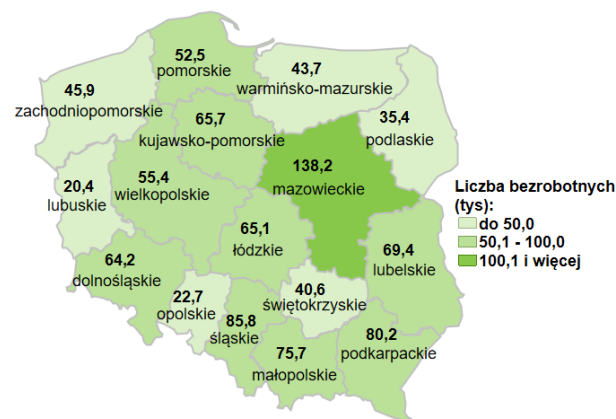 52,5
pomorskie
43,7
warmińsko-mazurskie
45,9
zachodniopomorskie
35,4
podlaskie
65,7
kujawsko-pomorskie
138,2
mazowieckie
55,4
wielkopolskie
20,4
lubuskie
Liczba bezrobotnych
(tys):
do 50,0
50,1 - 100,0
100,1 i więcej
65,1
łódzkie
69,4
lubelskie
64,2
dolnośląskie
22,7
opolskie
40,6
świętokrzyskie
85,8
śląskie
80,2
podkarpackie
75,7
małopolskie